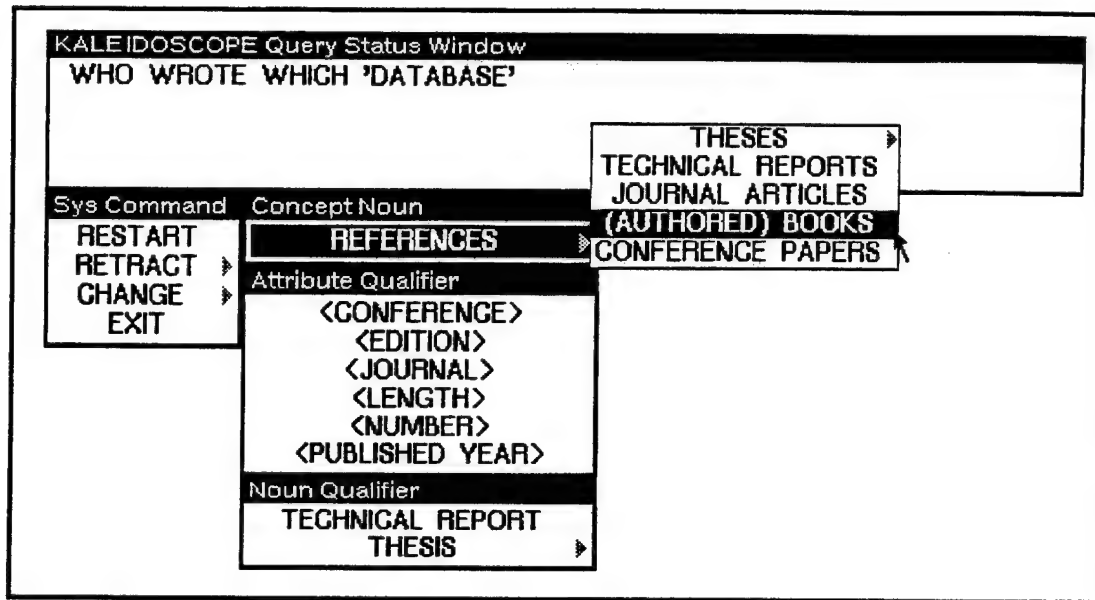 KALEIDOSCOPE Query Status Window
WHO WROTE WHICH 'DATABASE'
THESES
TECHNICAL REPORTS
JOURNAL ARTICLES
(AUTHORED) BOOKS
CONFERENCE PAPERS
Sys Command
RESTART
RETRACT
CHANGE
EXIT
Concept Noun
REFERENCES
Attribute Qualifier
<CONFERENCE>
<EDITION>
<JOURNAL>
<LENGTH>
<NUMBER>
<PUBLISHED YEAR>
Noun Qualifier
TECHNICAL REPORT
THESIS